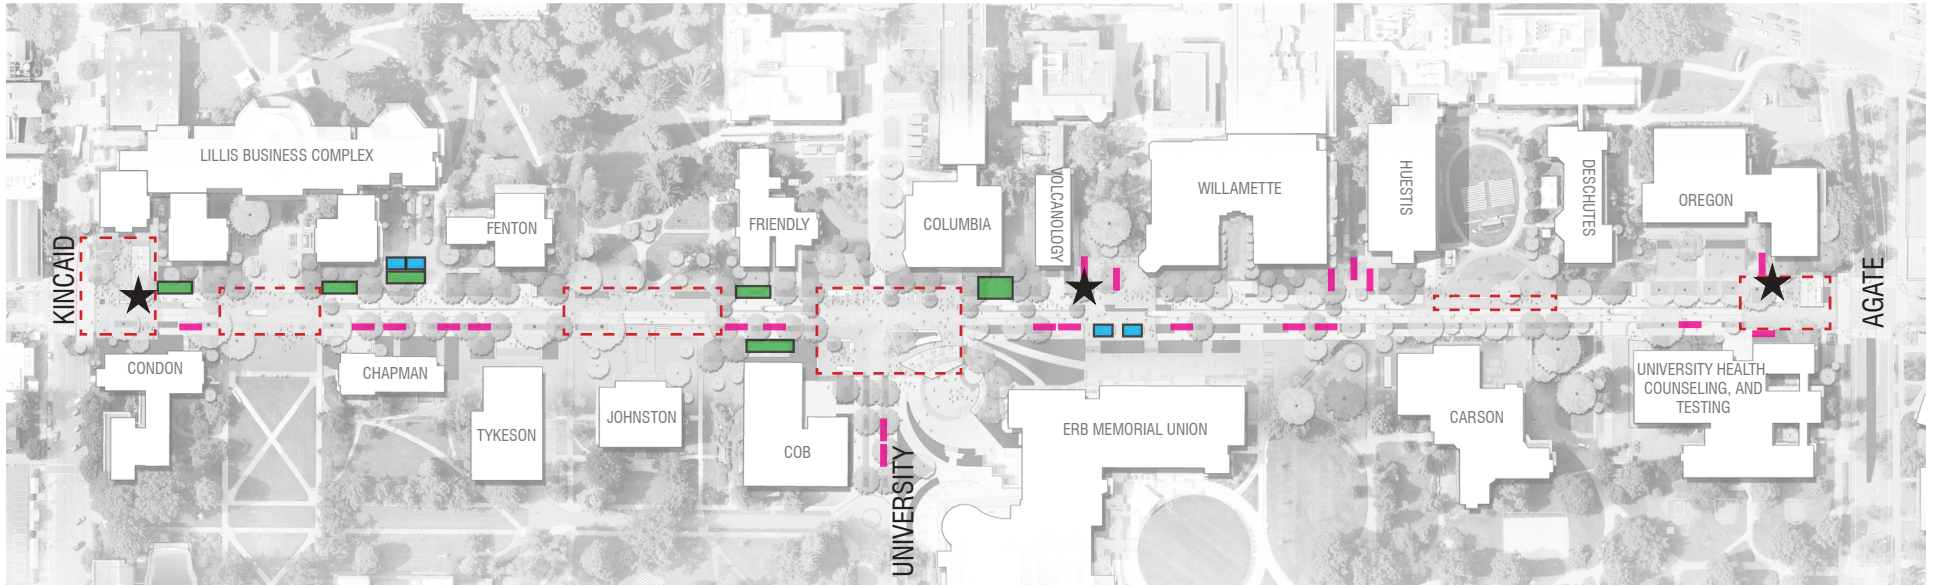 LILLIS BUSINESS COMPLEX
FENTON
FRIENDLY
COLUMBIA
VOLCANOLOGY
WILLAMETTE
HUESTIS
DESCHUTES
OREGON
KINCAID
AGATE
CONDON
CHAPMAN
TYKESON
JOHNSTON
COB
UNIVERSITY
ERB MEMORIAL UNION
CARSON
UNIVERSITY HEALTH,
COUNSELING, AND
TESTING